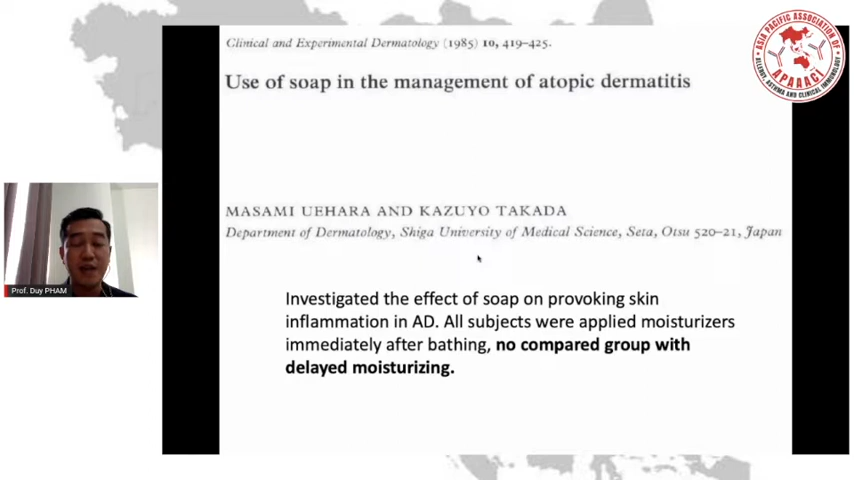 Clinical and Experimental Dermatology (1985) 10, 419–425.
Use of soap in the management of atopic dermatitis
ASIA PACIFIC ASSOCIATION OF
ALLERGY, ASTHMA AND CLINICAL IMMUNOLOGY
APAAACI
MASAMI UEHARA AND KAZUYO TAKADA
Department of Dermatology, Shiga University of Medical Science, Seta, Otsu 520–21, Japan
Prof. Duy PHAM
Investigated the effect of soap on provoking skin
inflammation in AD. All subjects were applied moisturizers
immediately after bathing, no compared group with
delayed moisturizing.